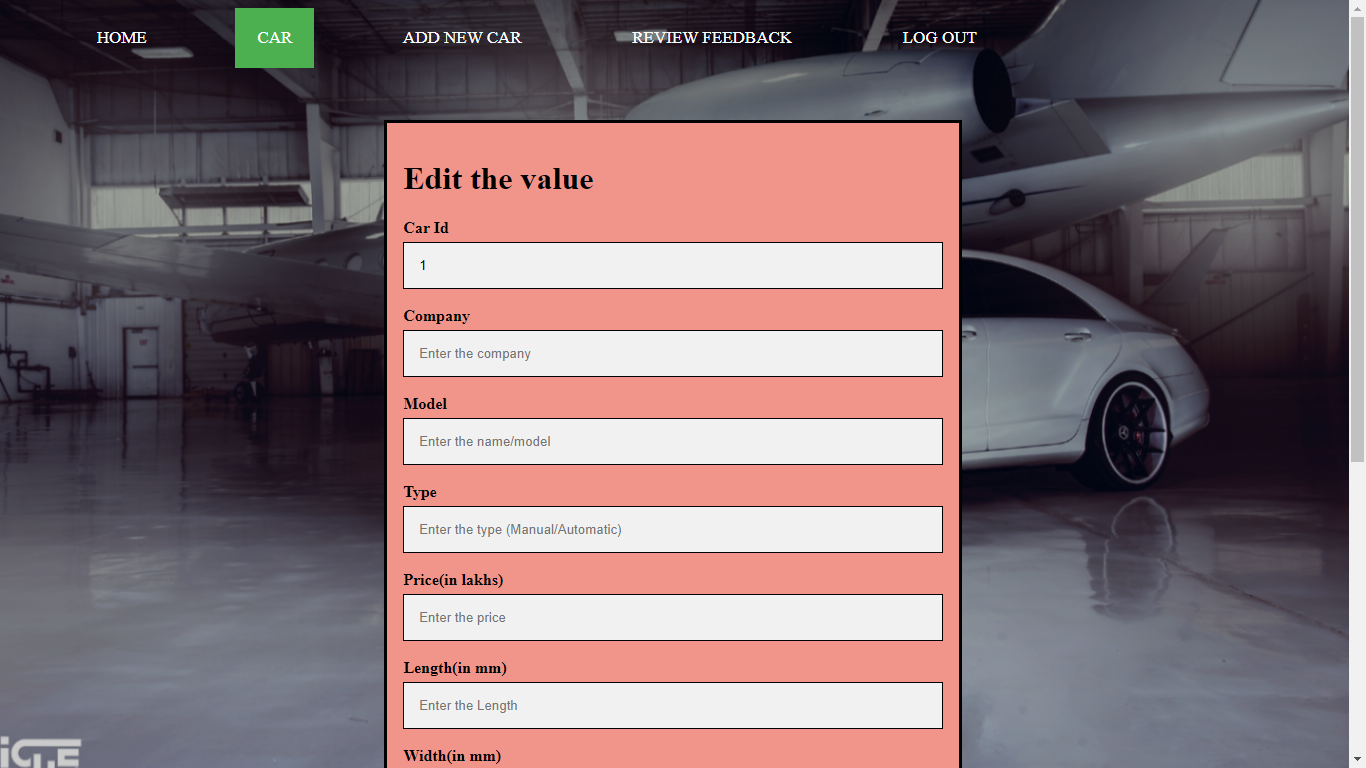 HOME CAR ADD NEW CAR REVIEW FEEDBACK LOG OUT
Edit the value
Car Id
1
Company
Enter the company
Model
Enter the name/model
Type
Enter the type (Manual/Automatic)
Price(in lakhs)
Enter the price
Length(in mm)
Enter the Length
Width(in mm)